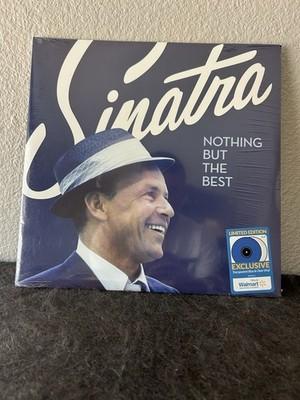 Sinatra
NOTHING
BUT
THE
BEST
LIMITED EDITION
EXCLUSIVE
Walmart